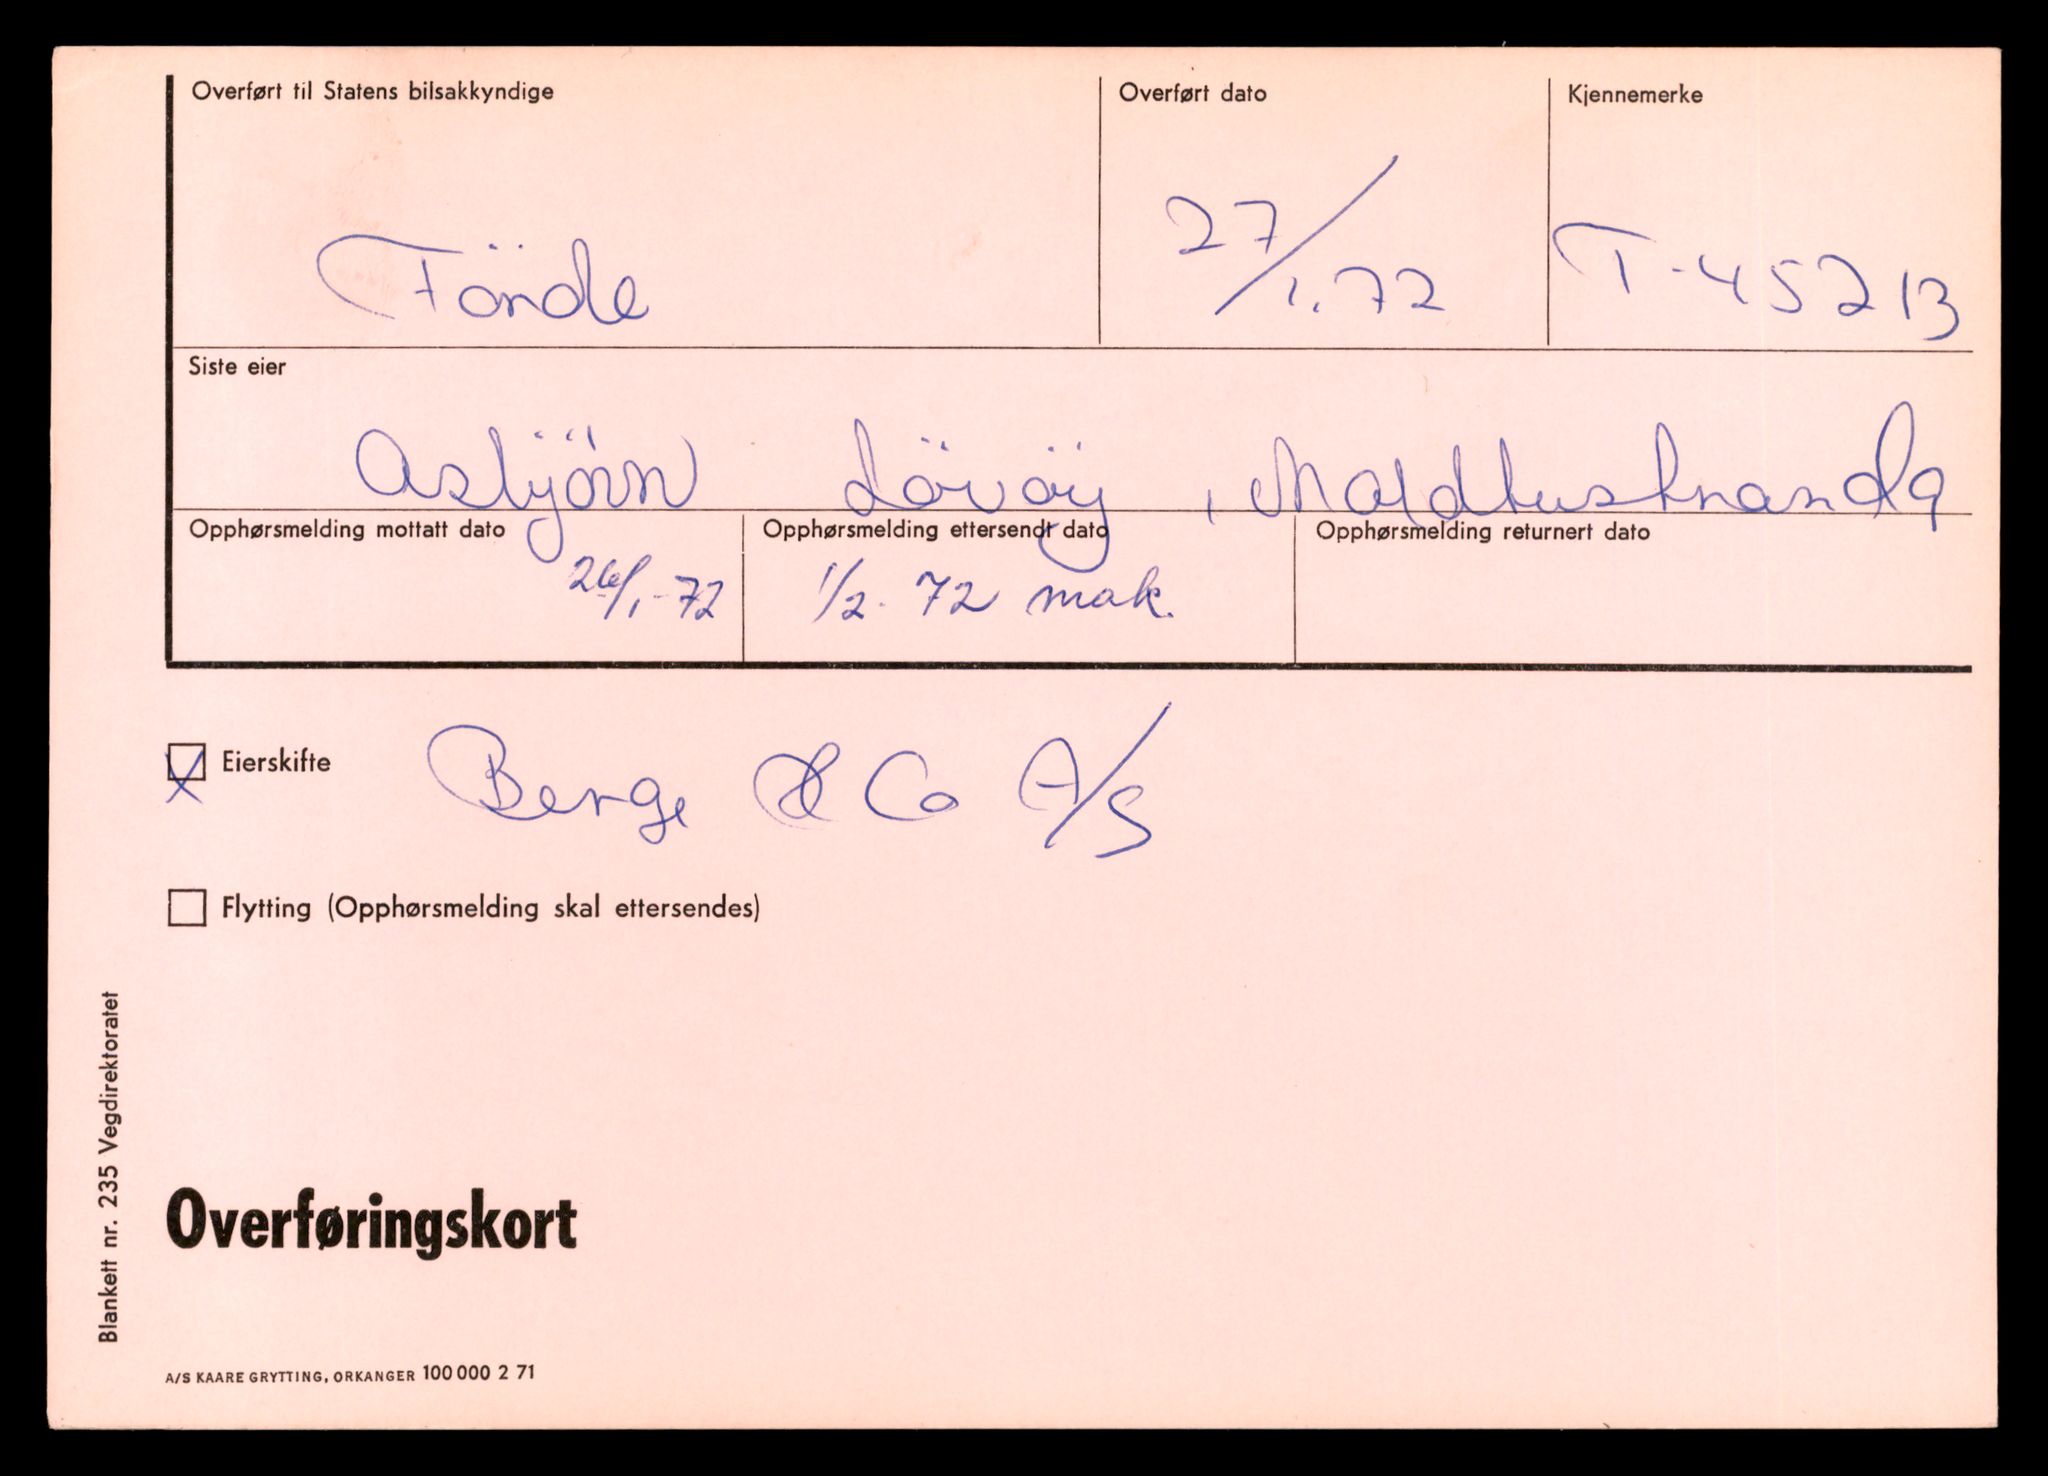 Overført til Statens bilsakkyndige
Overført dato
Kjennemerke
Förde
27/1.72
T-45213
Siste eier
Asbjörn Lövöy, Maldtustranda
Opphørsmelding mottatt dato
Opphørsmelding ettersendt dato
Opphørsmelding returnert dato
26/1-72
1/2-72 mak.
X Eierskifte Berge & Co A/S
Flytting (Opphørsmelding skal ettersendes)
Blankett nr. 235 Vegdirektoratet
Overføringskort
A/S KAARE GRYTTING, ORKANGER 100 000 2 71